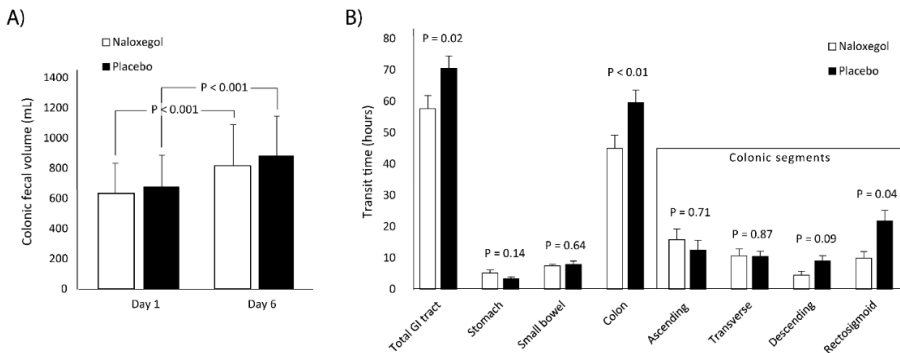 A)
Naloxegol
Placebo
1400
1200
1000
800
600
400
200
0
Colonic fecal volume (mL)
P < 0.001
P < 0.001
Day 1
Day 6
B)
Naloxegol
Placebo
80
70
60
50
40
30
20
10
0
Transit time (hours)
P = 0.02
P = 0.14
P = 0.64
P < 0.01
Colonic segments
P = 0.71
P = 0.87
P = 0.09
P = 0.04
Total GI tract
Stomach
Small bowel
Colon
Ascending
Transverse
Descending
Rectosigmoid